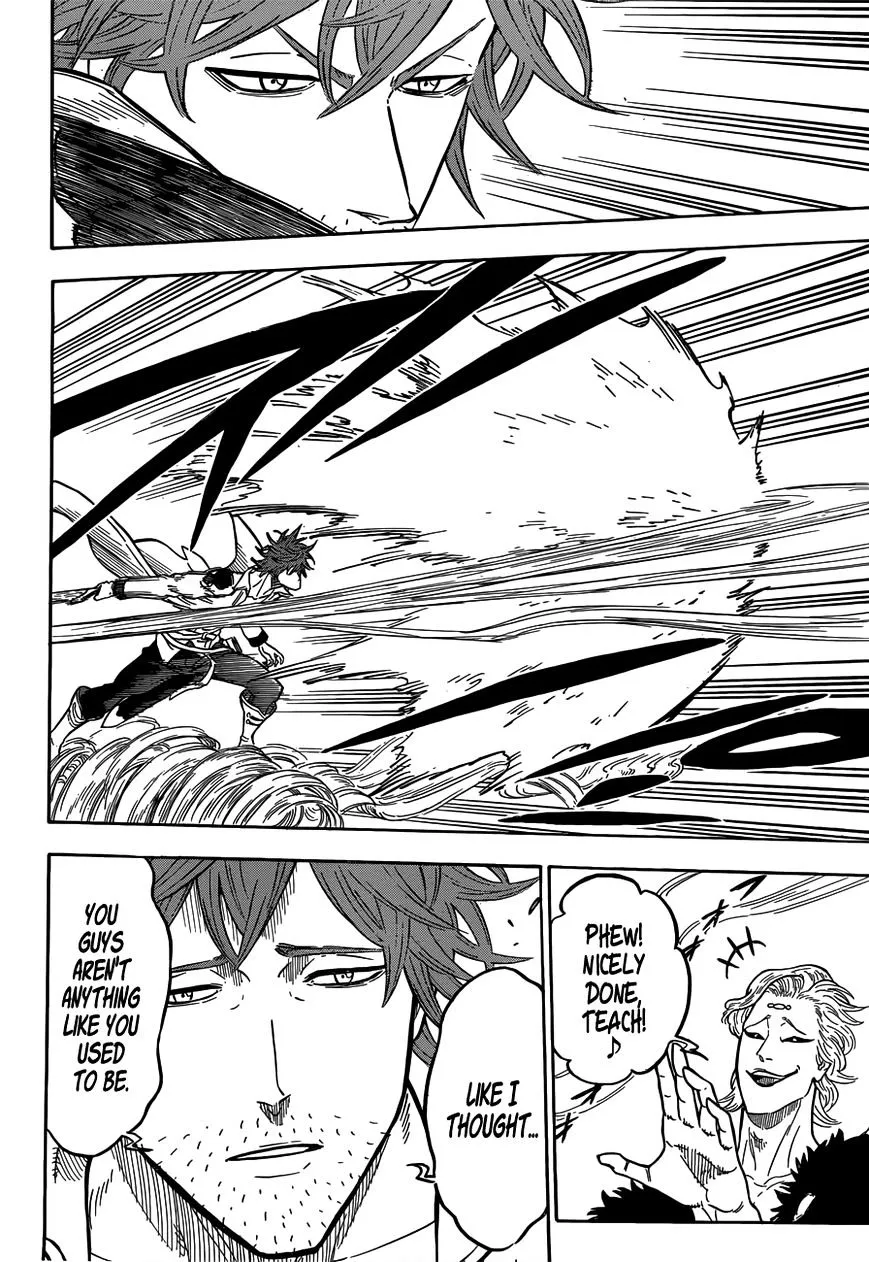 PHEW!
NICELY
DONE,
TEACH!
♪
LIKE I
THOUGHT...
YOU
GUYS
AREN'T
ANYTHING
LIKE YOU
USED
TO BE.